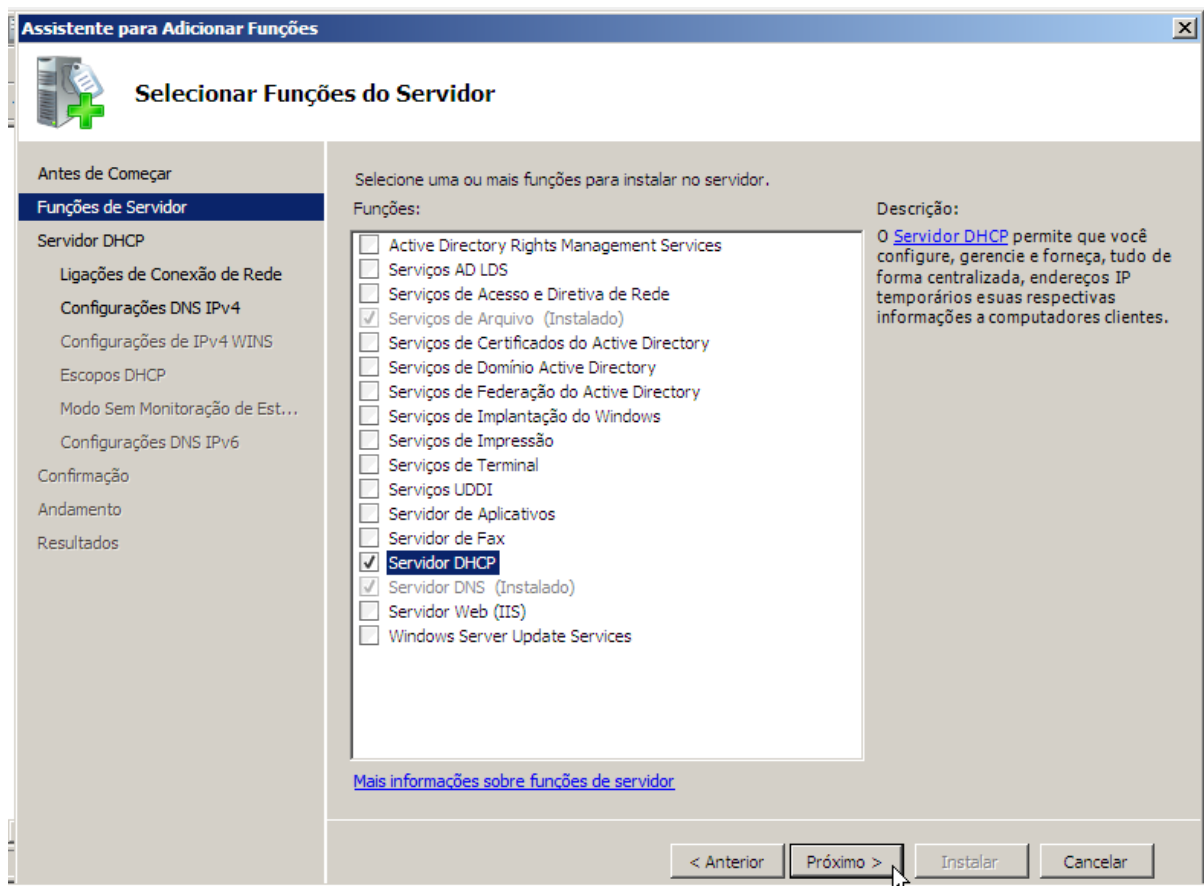 Assistente para Adicionar Funções
Selecionar Funções do Servidor
Antes de Começar
Funções de Servidor
Servidor DHCP
Ligações de Conexão de Rede
Configurações DNS IPv4
Configurações de IPv4 WINS
Escopos DHCP
Modo Sem Monitoração de Est...
Configurações DNS IPv6
Confirmação
Andamento
Resultados
Selecione uma ou mais funções para instalar no servidor.
Funções:
Active Directory Rights Management Services
Serviços AD LDS
Serviços de Acesso e Diretiva de Rede
Serviços de Arquivo (Instalado)
Serviços de Certificados do Active Directory
Serviços de Domínio Active Directory
Serviços de Federação do Active Directory
Serviços de Implantação do Windows
Serviços de Impressão
Serviços de Terminal
Serviços UDDI
Servidor de Aplicativos
Servidor de Fax
Servidor DHCP
Servidor DNS (Instalado)
Servidor Web (IIS)
Windows Server Update Services
Mais informações sobre funções de servidor
Descrição:
O Servidor DHCP permite que você
configure, gerencie e forneça, tudo de
forma centralizada, endereços IP
temporários esuas respectivas
informações a computadores clientes.
< Anterior
Próximo >
Instalar
Cancelar